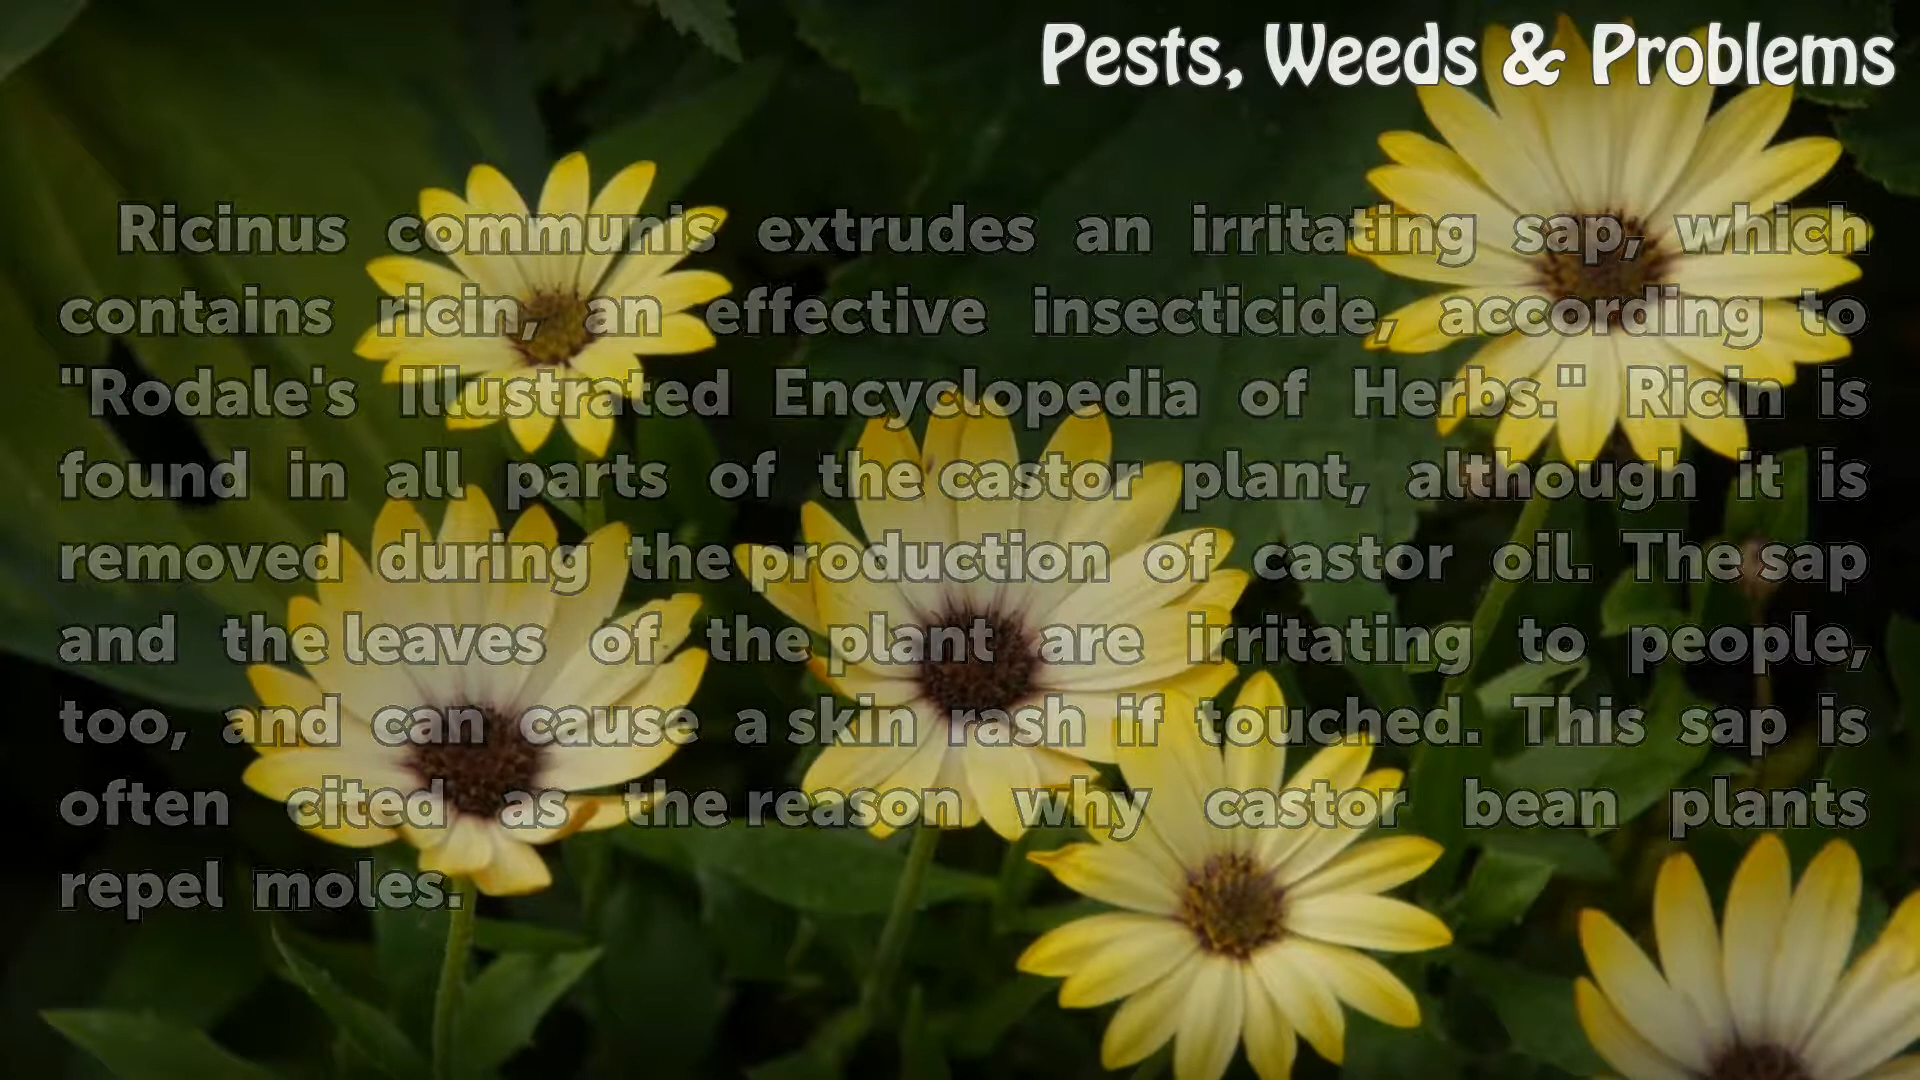 Pests, Weeds & Problems
Ricinus communis extrudes an irritating sap, which
contains ricin, an effective insecticide, according to
"Rodale's Illustrated Encyclopedia of Herbs." Ricin is
found in all parts of the castor plant, although it is
removed during the production of castor oil. The sap
and the leaves of the plant are irritating to people,
too, and can cause a skin rash if touched. This sap is
often cited as the reason why castor bean plants
repel moles.